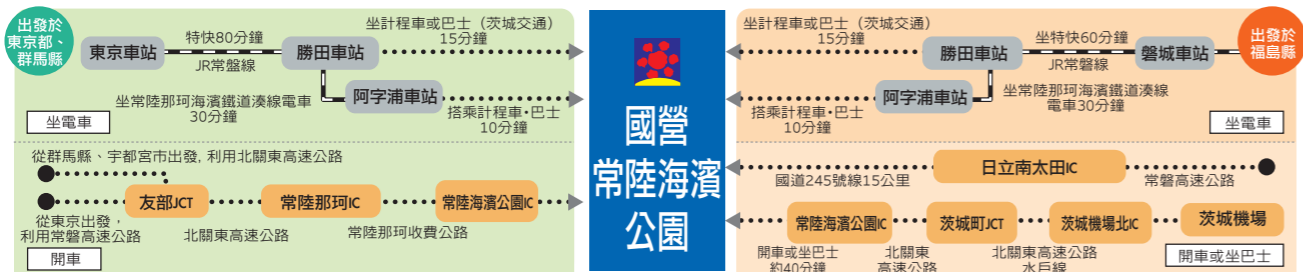 出發於
東京都、
群馬縣
東京車站
特快80分鐘
JR常盤線
勝田車站
坐計程車或巴士（茨城交通）
15分鐘
坐常陸那珂海濱鐵道湊線電車
30分鐘
阿字浦車站
搭乘計程車•巴士
10分鐘
坐電車
從群馬縣、宇都宮市出發, 利用北關東高速公路
友部JCT
常陸那珂IC
常陸海濱公園IC
從東京出發，
利用常磐高速公路
北關東高速公路
常陸那珂收費公路
開車
國營
常陸海濱
公園
坐計程車或巴士（茨城交通）
15分鐘
勝田車站
坐特快60分鐘
JR常磐線
磐城車站
出發於
福島縣
搭乘計程車•巴士
10分鐘
阿字浦車站
坐常陸那珂海濱鐵道湊線
電車30分鐘
坐電車
國道245號線15公里
日立南太田IC
常磐高速公路
常陸海濱公園IC
茨城町JCT
茨城機場北IC
茨城機場
開車或坐巴士
約40分鐘
北關東
高速公路
北關東高速公路
水戶線
開車或坐巴士